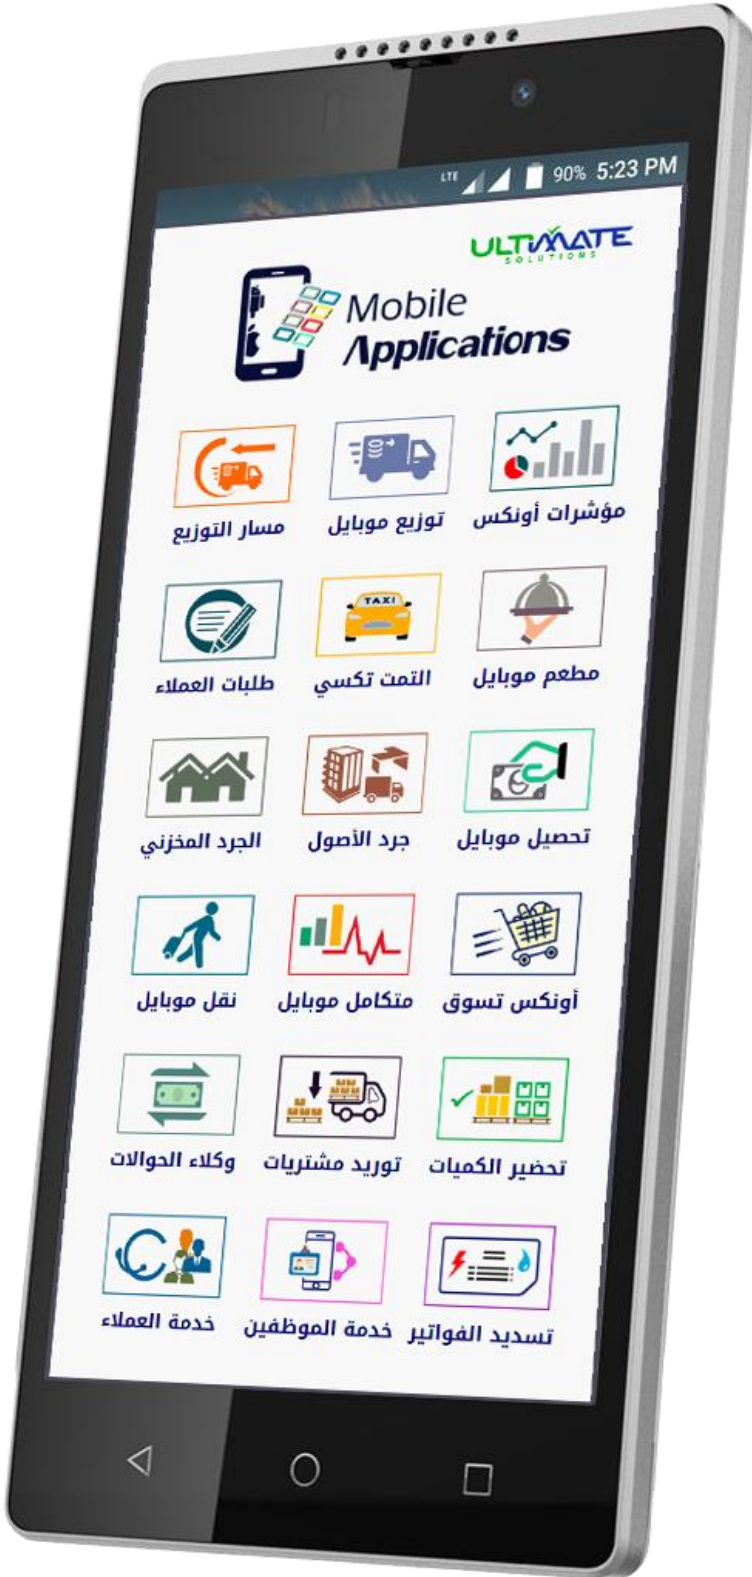 LTE 90% 5:23 PM
ULTIMATE
SOLUTIONS
Mobile
Applications
مؤشرات أونكس
توزيع موبايل
مسار التوزيع
TAXI
مطعم موبايل
التمت تكسي
طلبات العملاء
تحصيل موبايل
جرد الأصول
الجرد المخزني
أونكس تسوق
متكامل موبايل
نقل موبايل
تحضير الكميات
توريد مشتريات
وكلاء الحوالات
تسديد الفواتير
خدمة الموظفين
خدمة العملاء